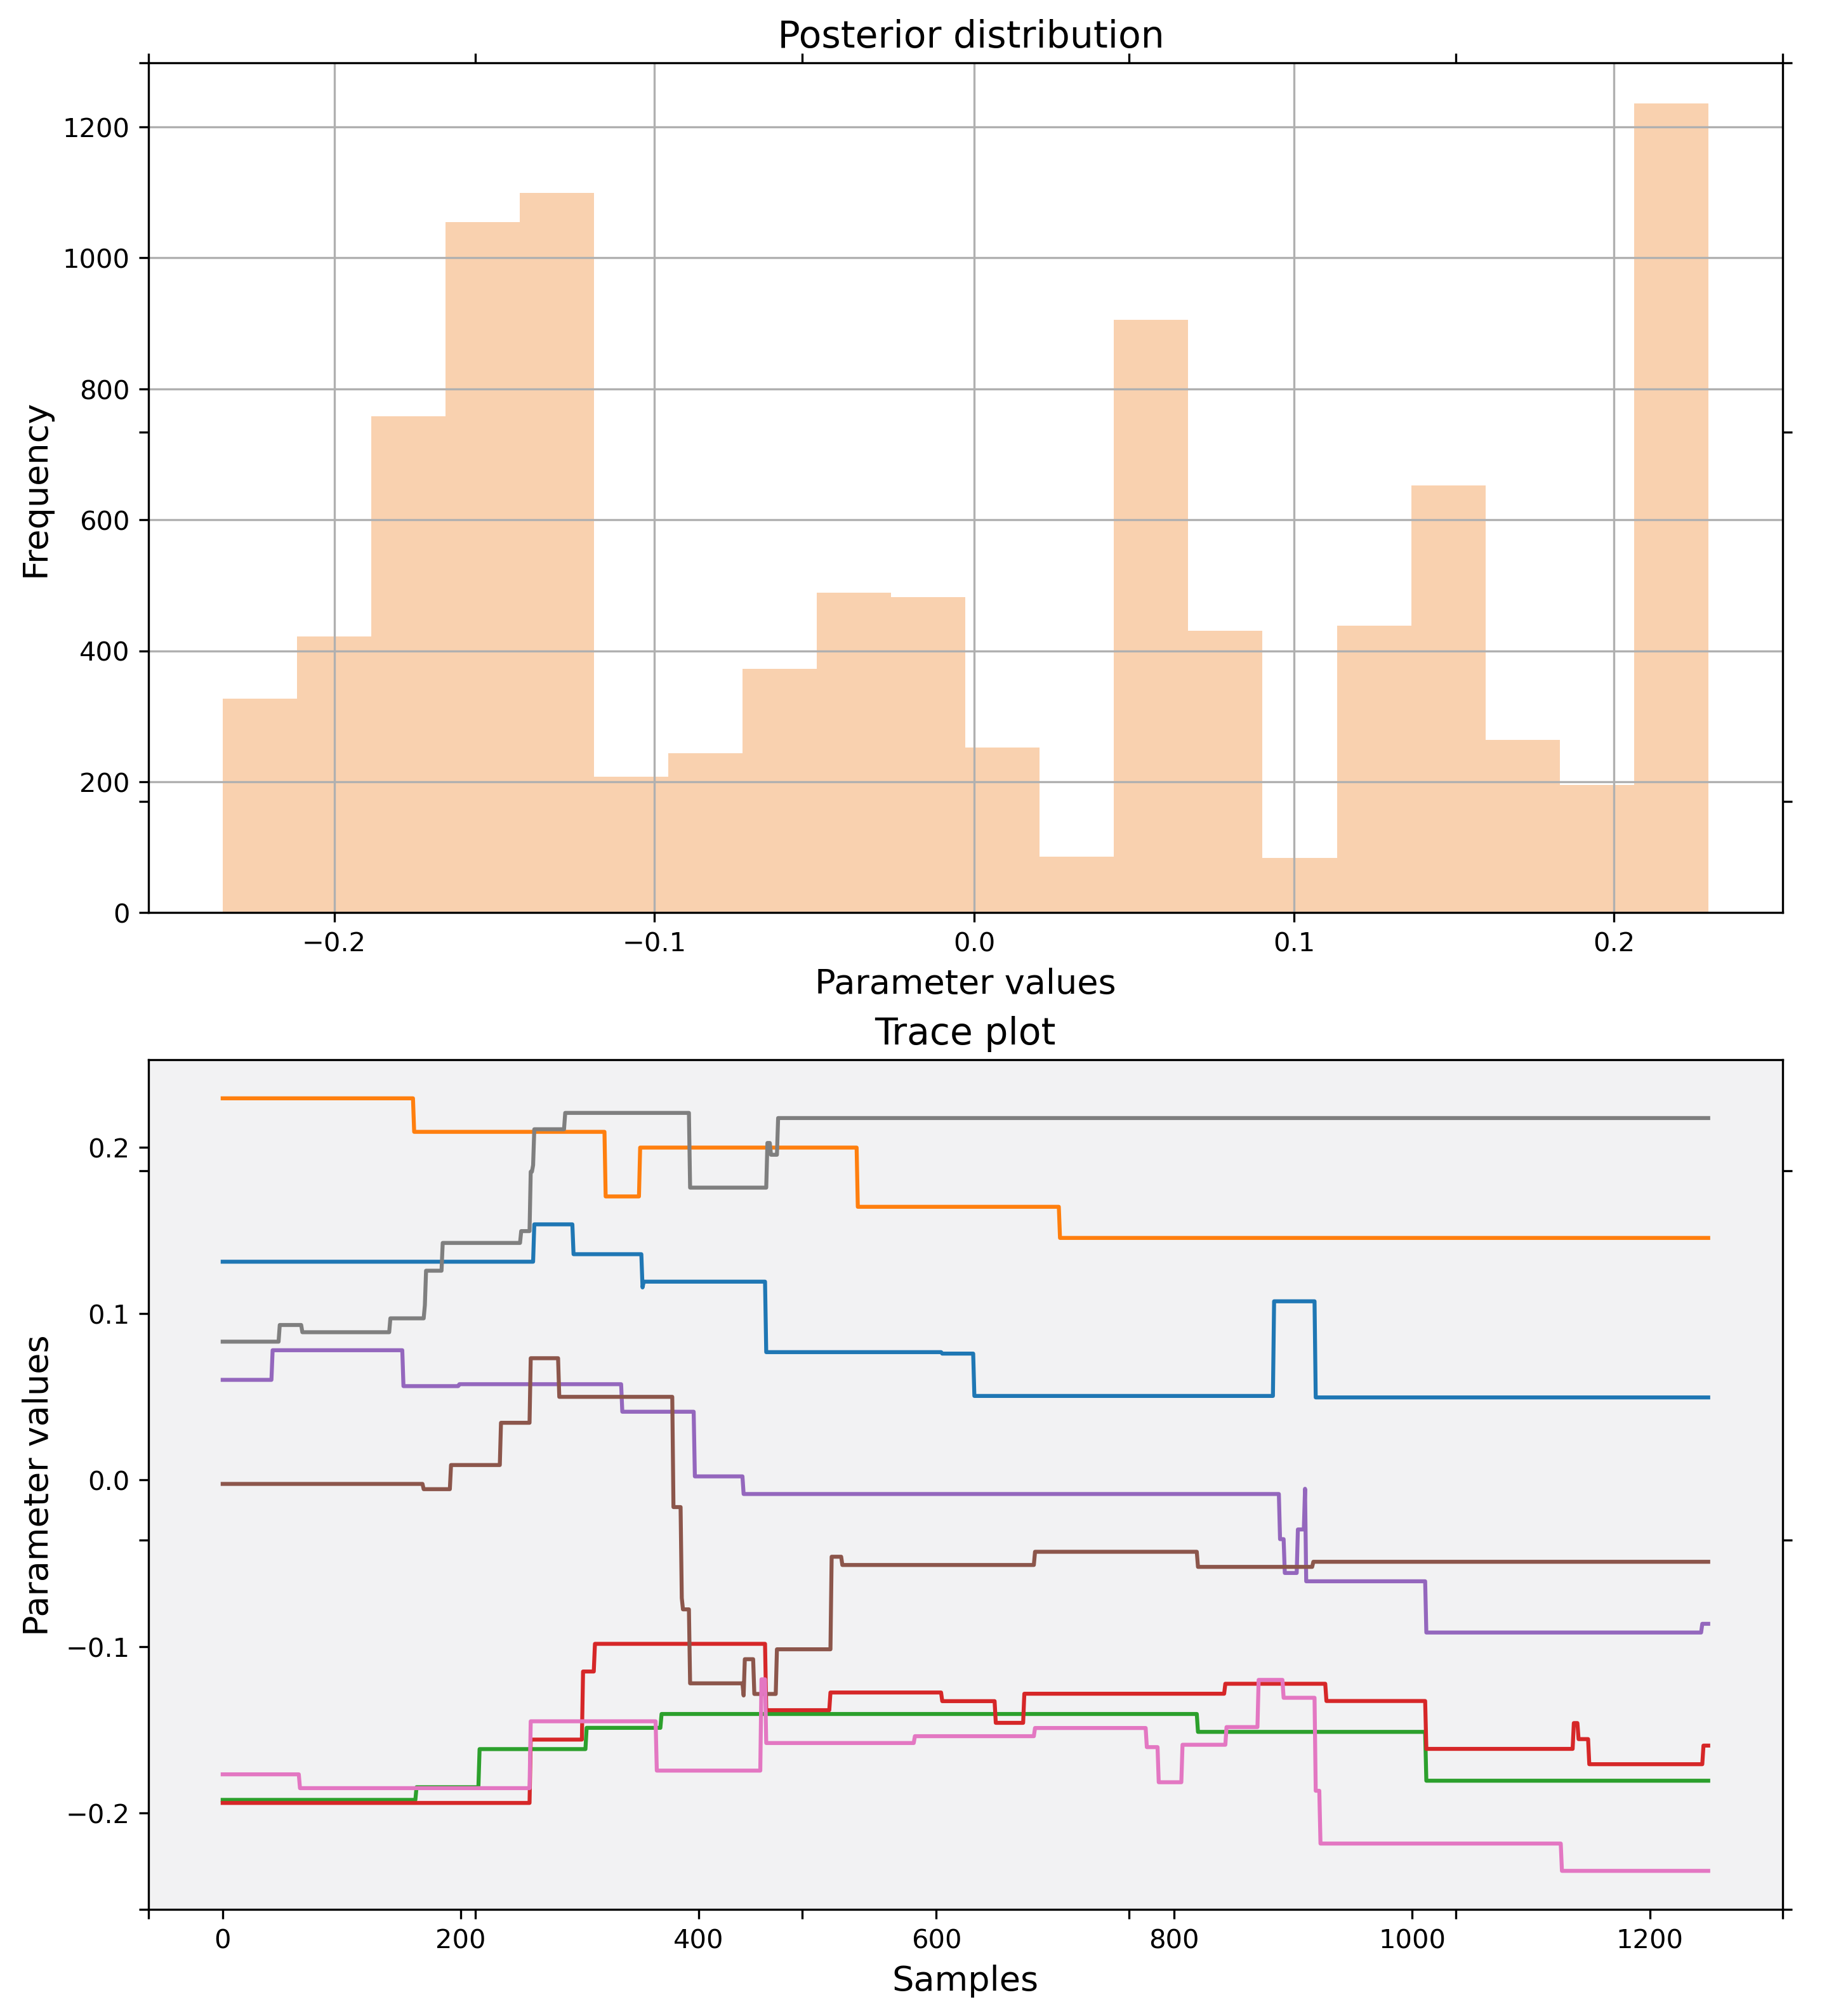 Posterior distribution
1200
1000
800
600
400
200
0
Frequency
−0.2 −0.1 0.0 0.1 0.2
Parameter values
Trace plot
0.2
0.1
0.0
−0.1
−0.2
Parameter values
0 200 400 600 800 1000 1200
Samples